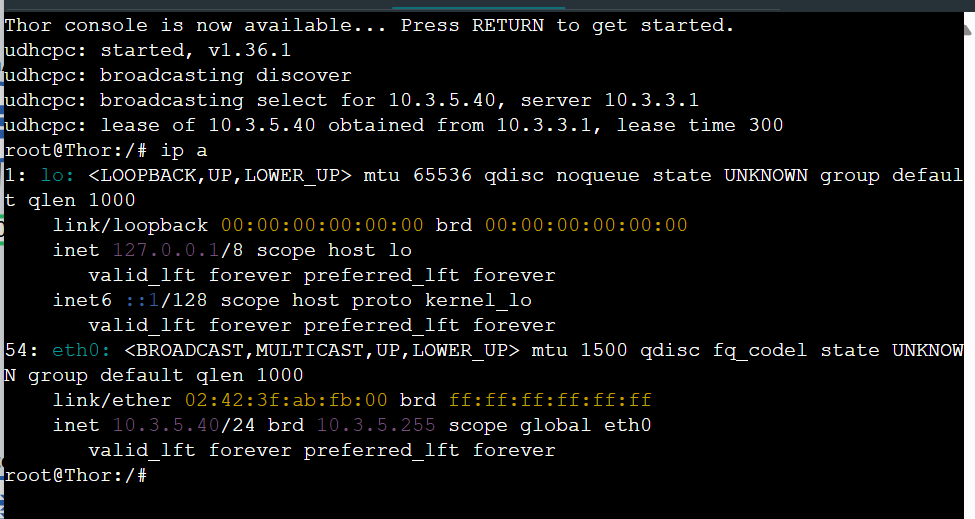 Thor console is now available... Press RETURN to get started.
udhcpc: started, v1.36.1
udhcpc: broadcasting discover
udhcpc: broadcasting select for 10.3.5.40, server 10.3.3.1
udhcpc: lease of 10.3.5.40 obtained from 10.3.3.1, lease time 300
root@Thor:/# ip a
1: lo: <LOOPBACK,UP,LOWER_UP> mtu 65536 qdisc noqueue state UNKNOWN group defaul
t qlen 1000
    link/loopback 00:00:00:00:00:00 brd 00:00:00:00:00:00
    inet 127.0.0.1/8 scope host lo
       valid_lft forever preferred_lft forever
    inet6 ::1/128 scope host proto kernel_lo
       valid_lft forever preferred_lft forever
54: eth0: <BROADCAST,MULTICAST,UP,LOWER_UP> mtu 1500 qdisc fq_codel state UNKNOW
N group default qlen 1000
    link/ether 02:42:3f:ab:fb:00 brd ff:ff:ff:ff:ff:ff
    inet 10.3.5.40/24 brd 10.3.5.255 scope global eth0
       valid_lft forever preferred_lft forever
root@Thor:/#